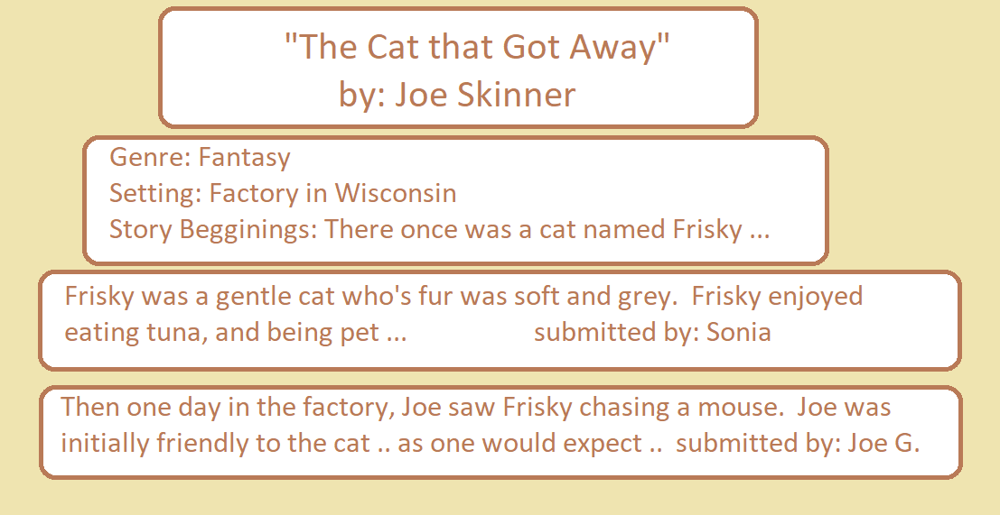 "The Cat that Got Away"
by: Joe Skinner
Genre: Fantasy
Setting: Factory in Wisconsin
Story Begginings: There once was a cat named Frisky ...
Frisky was a gentle cat who's fur was soft and grey.  Frisky enjoyed
eating tuna, and being pet ... submitted by: Sonia
Then one day in the factory, Joe saw Frisky chasing a mouse.  Joe was
initially friendly to the cat .. as one would expect ..  submitted by: Joe G.